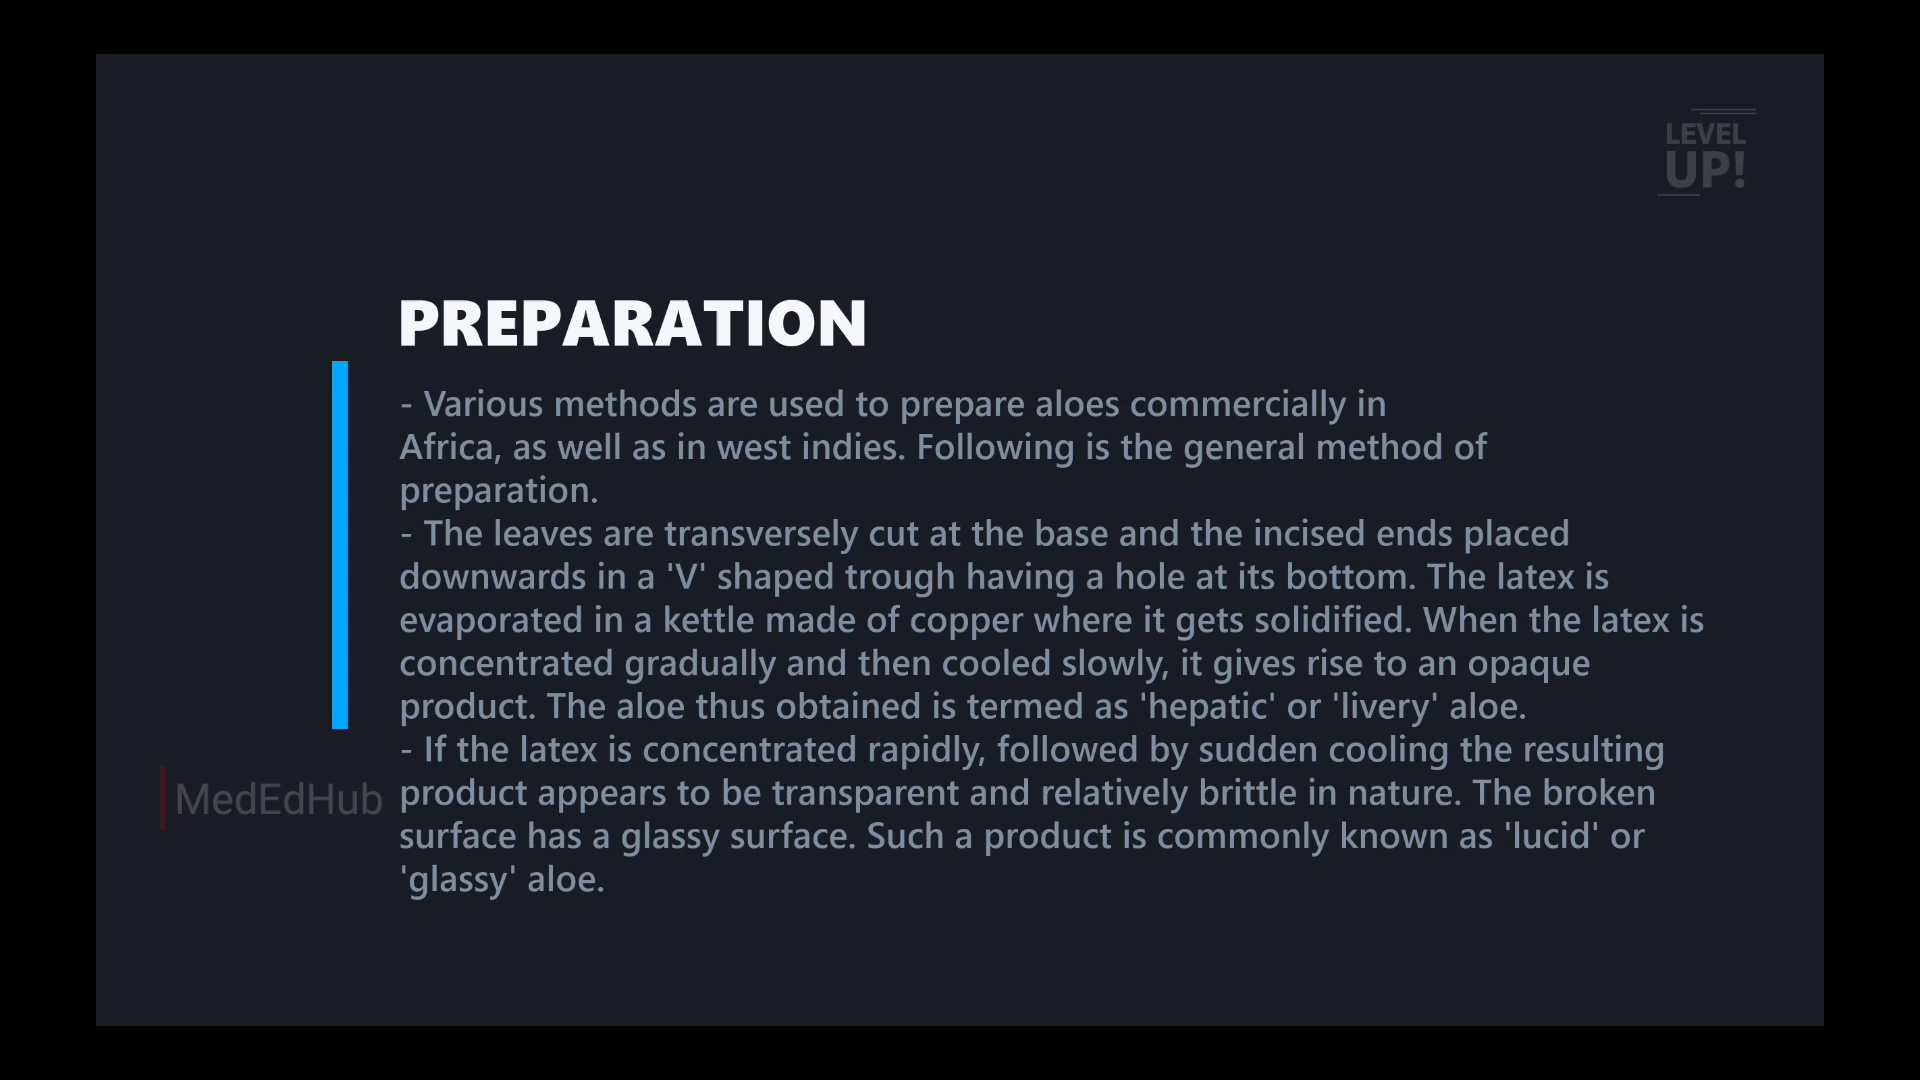 LEVEL
UP!
PREPARATION
- Various methods are used to prepare aloes commercially in
Africa, as well as in west indies. Following is the general method of
preparation.
- The leaves are transversely cut at the base and the incised ends placed
downwards in a 'V' shaped trough having a hole at its bottom. The latex is
evaporated in a kettle made of copper where it gets solidified. When the latex is
concentrated gradually and then cooled slowly, it gives rise to an opaque
product. The aloe thus obtained is termed as 'hepatic' or 'livery' aloe.
- If the latex is concentrated rapidly, followed by sudden cooling the resulting
product appears to be transparent and relatively brittle in nature. The broken
surface has a glassy surface. Such a product is commonly known as 'lucid' or
'glassy' aloe.
MedEdHub